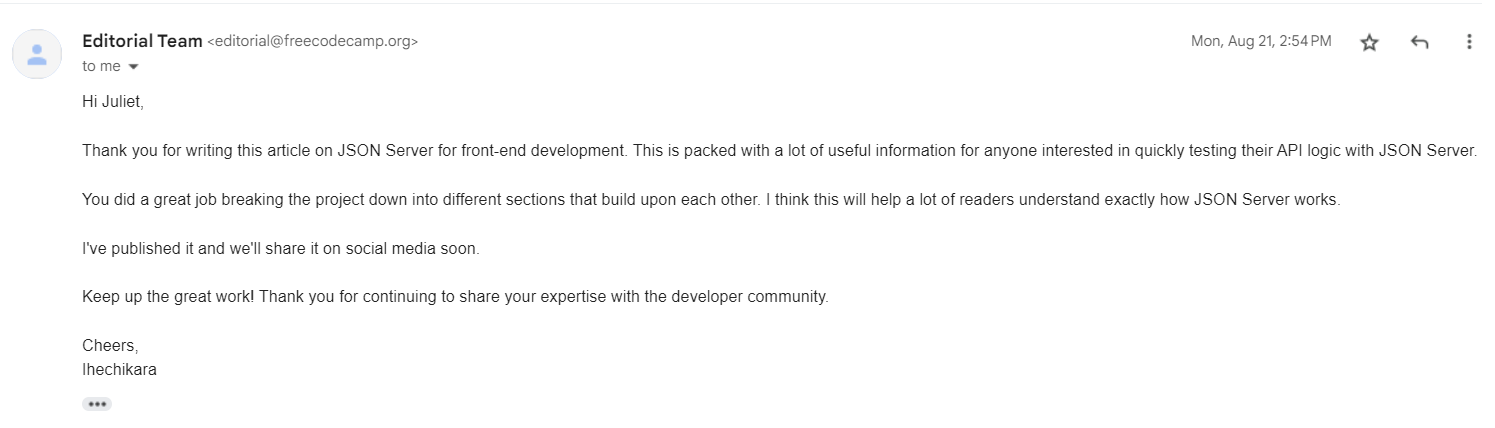 Editorial Team <editorial@freecodecamp.org>
Mon, Aug 21, 2:54 PM
to me
Hi Juliet,
Thank you for writing this article on JSON Server for front-end development. This is packed with a lot of useful information for anyone interested in quickly testing their API logic with JSON Server.
You did a great job breaking the project down into different sections that build upon each other. I think this will help a lot of readers understand exactly how JSON Server works.
I've published it and we'll share it on social media soon.
Keep up the great work! Thank you for continuing to share your expertise with the developer community.
Cheers,
Ihechikara